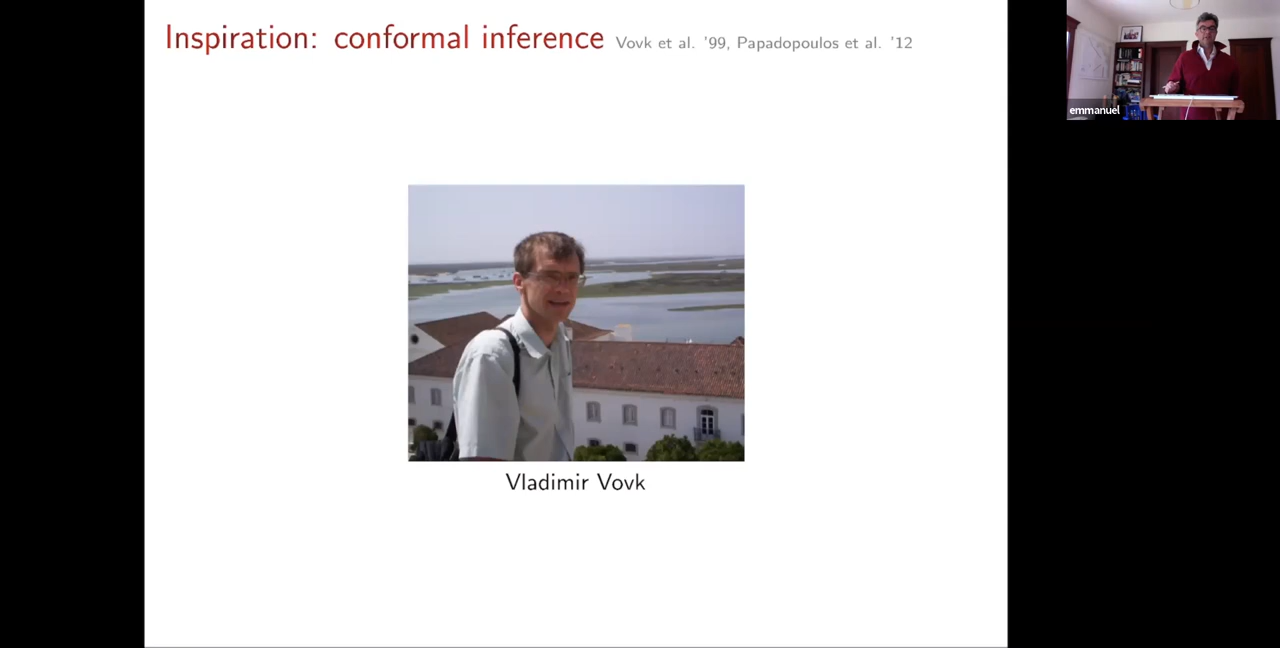 Inspiration: conformal inference Vovk et al. '99, Papadopoulos et al. '12
emmanuel
Vladimir Vovk